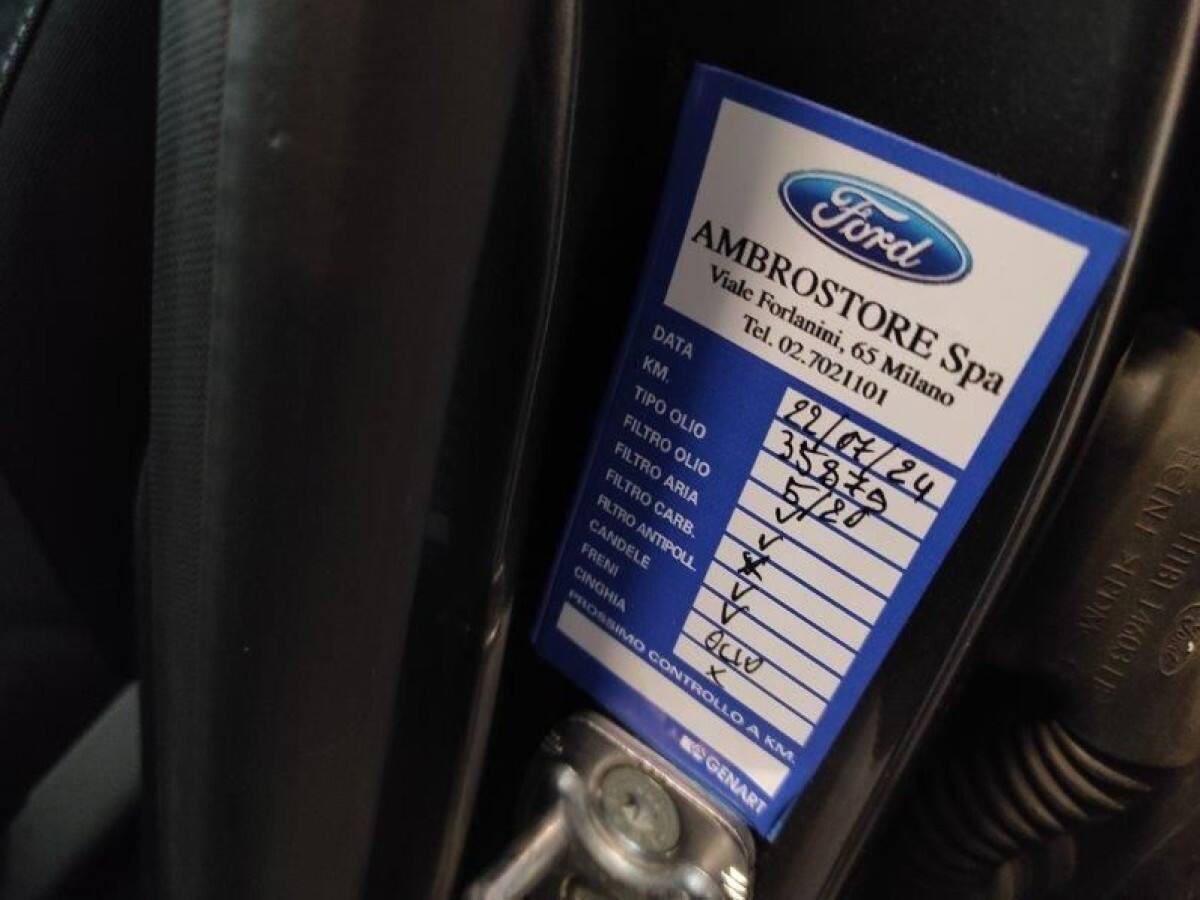 Ford
AMBROSTORE Spa
Viale Forlanini, 65 Milano
Tel. 02.7021101
DATA 22/07/24
KM. 35879
TIPO OLIO 5/20
FILTRO OLIO ✓
FILTRO ARIA ✓
FILTRO CARB. x
FILTRO ANTIPOLL. ✓
CANDELE ✓
FRENI OCLV
CINGHIA x
PROSSIMO CONTROLLO A KM.
GENART